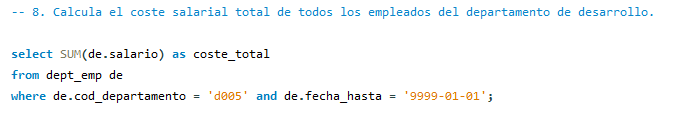 -- 8. Calcula el coste salarial total de todos los empleados del departamento de desarrollo.
select SUM(de.salario) as coste_total
from dept_emp de
where de.cod_departamento = 'd005' and de.fecha_hasta = '9999-01-01';